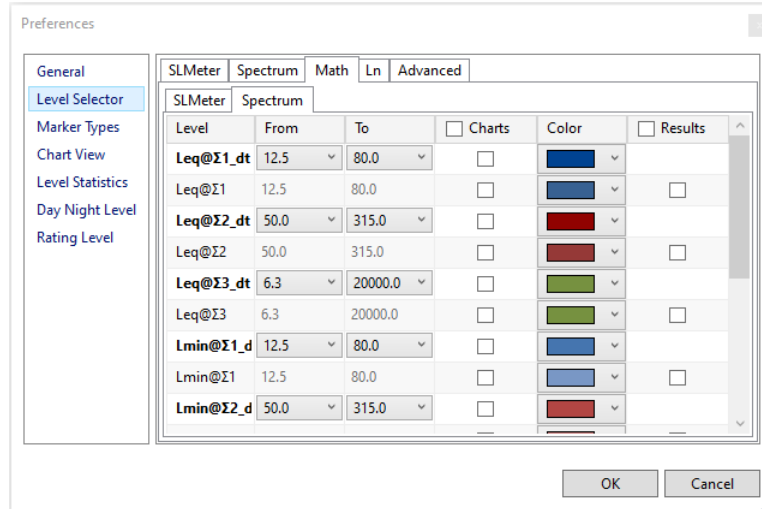 Preferences
General
Level Selector
Marker Types
Chart View
Level Statistics
Day Night Level
Rating Level
SLMeter Spectrum Math Ln Advanced
SLMeter Spectrum
Level From To Charts Color Results
Leq@Σ1_dt 12.5 80.0
Leq@Σ1 12.5 80.0
Leq@Σ2_dt 50.0 315.0
Leq@Σ2 50.0 315.0
Leq@Σ3_dt 6.3 20000.0
Leq@Σ3 6.3 20000.0
Lmin@Σ1_d 12.5 80.0
Lmin@Σ1 12.5 80.0
Lmin@Σ2_d 50.0 315.0
OK Cancel